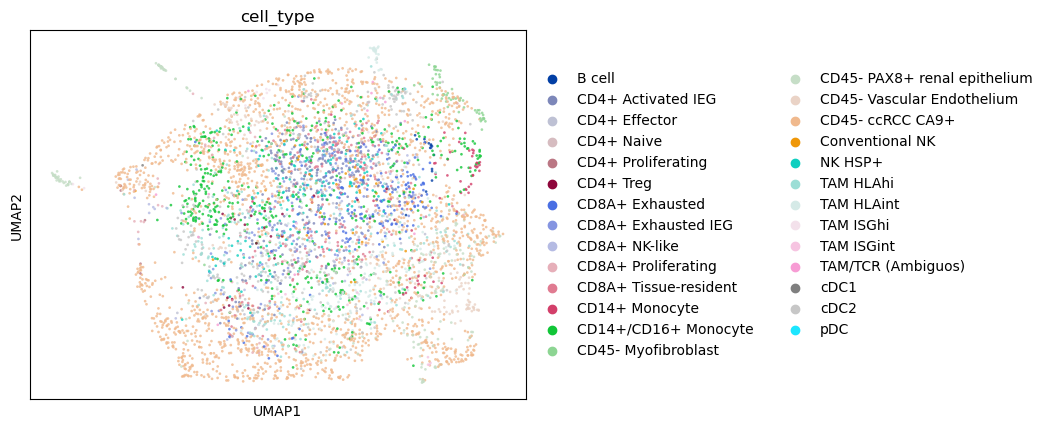 cell_type
UMAP2
UMAP1
B cell
CD4+ Activated IEG
CD4+ Effector
CD4+ Naive
CD4+ Proliferating
CD4+ Treg
CD8A+ Exhausted
CD8A+ Exhausted IEG
CD8A+ NK-like
CD8A+ Proliferating
CD8A+ Tissue-resident
CD14+ Monocyte
CD14+/CD16+ Monocyte
CD45- Myofibroblast
CD45- PAX8+ renal epithelium
CD45- Vascular Endothelium
CD45- ccRCC CA9+
Conventional NK
NK HSP+
TAM HLAhi
TAM HLAint
TAM ISGhi
TAM ISGint
TAM/TCR (Ambiguos)
cDC1
cDC2
pDC